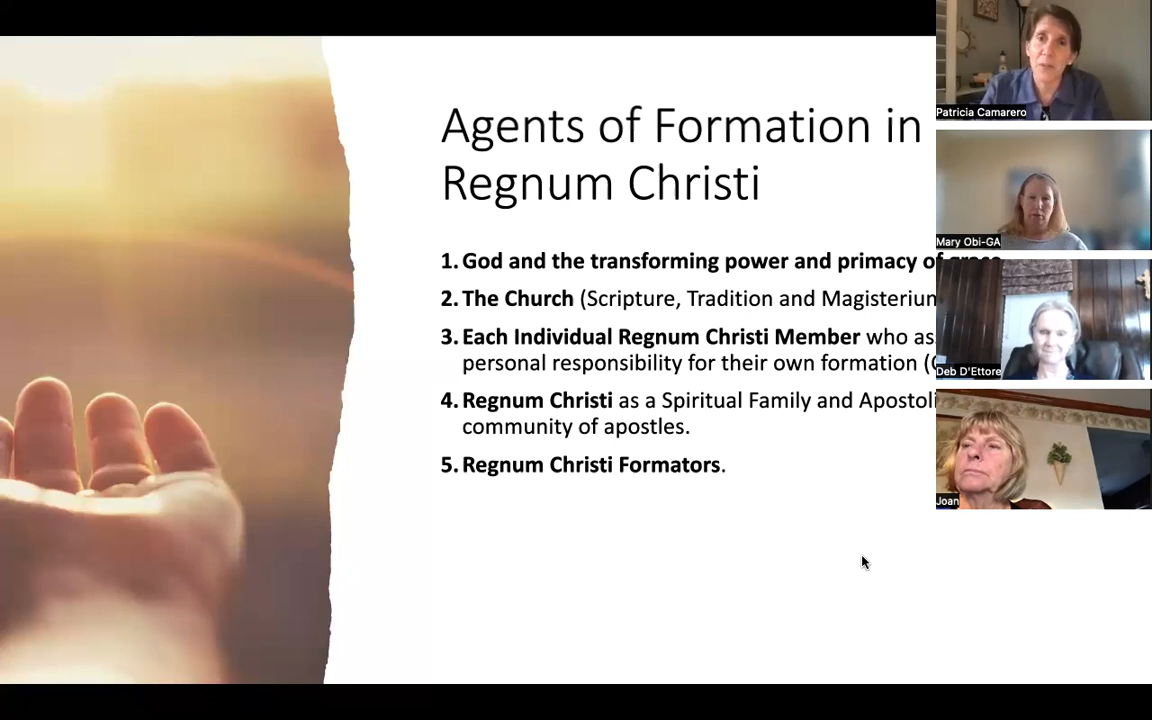 Agents of Formation in
Regnum Christi
1. God and the transforming power and primacy of grace
2. The Church (Scripture, Tradition and Magisterium
3. Each Individual Regnum Christi Member who as
personal responsibility for their own formation (
4. Regnum Christi as a Spiritual Family and Apostoli
community of apostles.
5. Regnum Christi Formators.
Patricia Camarero
Mary Obi-GA
Deb D'Ettore
Joan